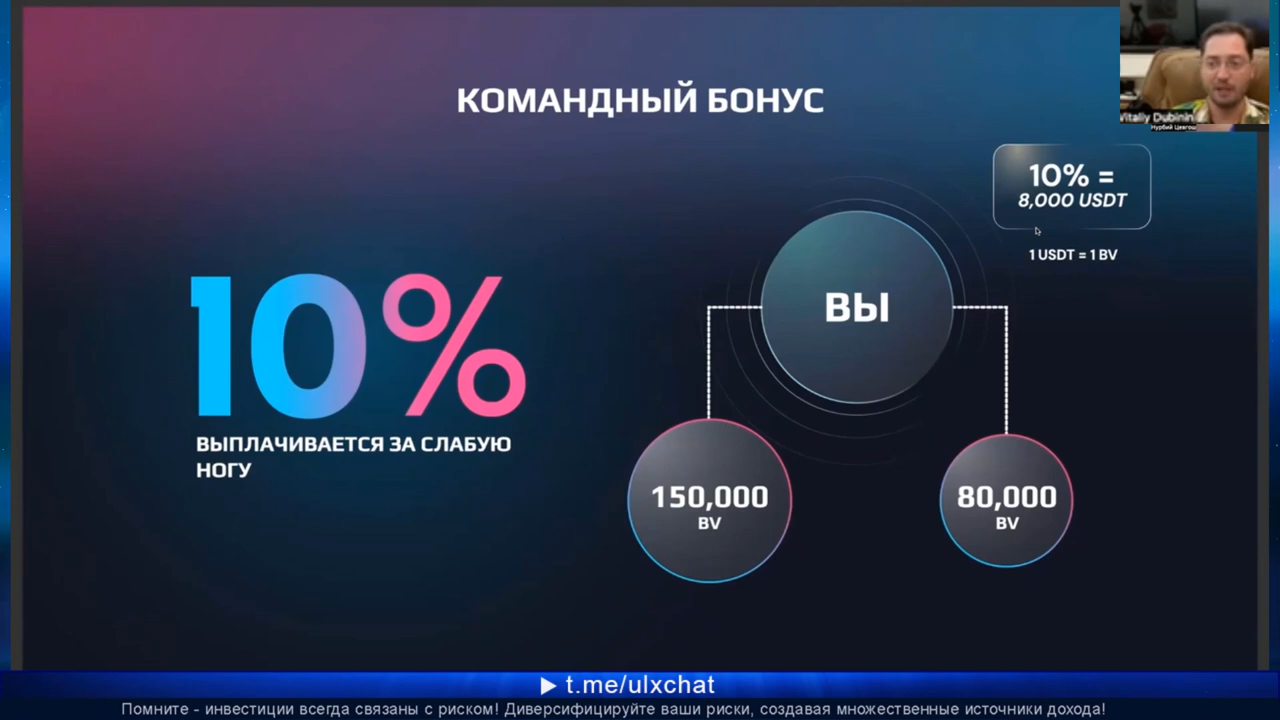 КОМАНДНЫЙ БОНУС
Vitaliy Dubinin
Нурбий Цевгош
10% =
8,000 USDT
1 USDT = 1 BV
ВЫ
10%
ВЫПЛАЧИВАЕТСЯ ЗА СЛАБУЮ
НОГУ
150,000
BV
80,000
BV
t.me/ulxchat
Помните - инвестиции всегда связаны с риском! Диверсифицируйте ваши риски, создавая множественные источники дохода!